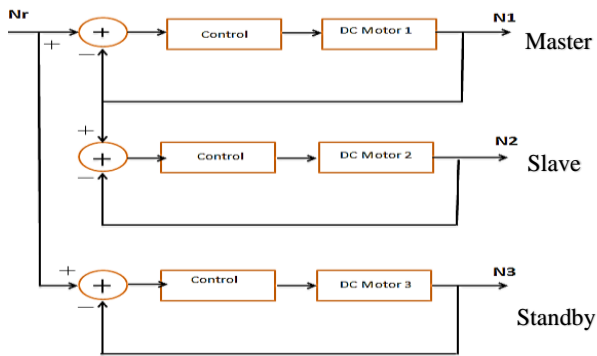 Nr
+
+
−
Control
DC Motor 1
N1
Master
+
+
−
Control
DC Motor 2
N2
Slave
+
+
−
Control
DC Motor 3
N3
Standby